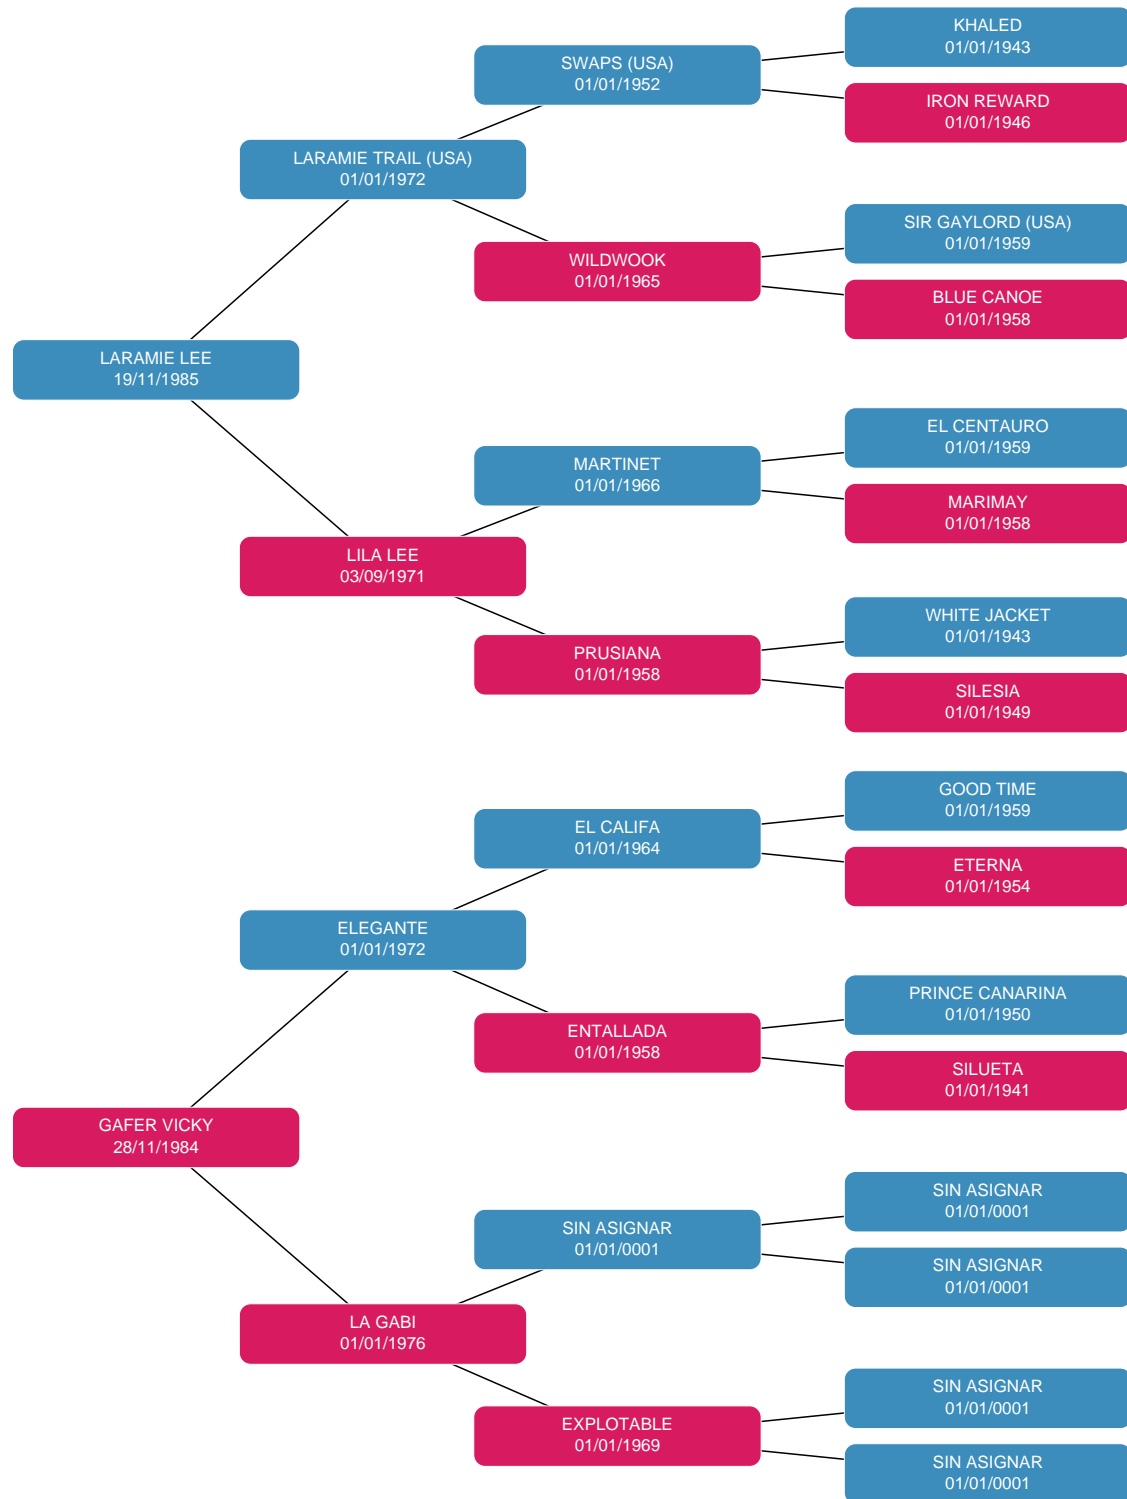 KHALED
01/01/1943
SWAPS (USA)
01/01/1952
IRON REWARD
01/01/1946
LARAMIE TRAIL (USA)
01/01/1972
SIR GAYLORD (USA)
01/01/1959
WILDWOOK
01/01/1965
BLUE CANOE
01/01/1958
LARAMIE LEE
19/11/1985
EL CENTAURO
01/01/1959
MARTINET
01/01/1966
MARIMAY
01/01/1958
LILA LEE
03/09/1971
WHITE JACKET
01/01/1943
PRUSIANA
01/01/1958
SILESIA
01/01/1949
GOOD TIME
01/01/1959
EL CALIFA
01/01/1964
ETERNA
01/01/1954
ELEGANTE
01/01/1972
PRINCE CANARINA
01/01/1950
ENTALLADA
01/01/1958
SILUETA
01/01/1941
GAFER VICKY
28/11/1984
SIN ASIGNAR
01/01/0001
SIN ASIGNAR
01/01/0001
SIN ASIGNAR
01/01/0001
LA GABI
01/01/1976
SIN ASIGNAR
01/01/0001
EXPLOTABLE
01/01/1969
SIN ASIGNAR
01/01/0001